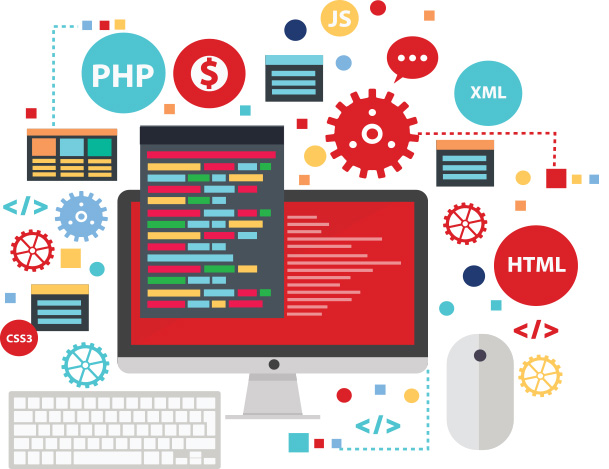 JS
PHP
$
XML
</>
HTML
CSS3
</>
</>